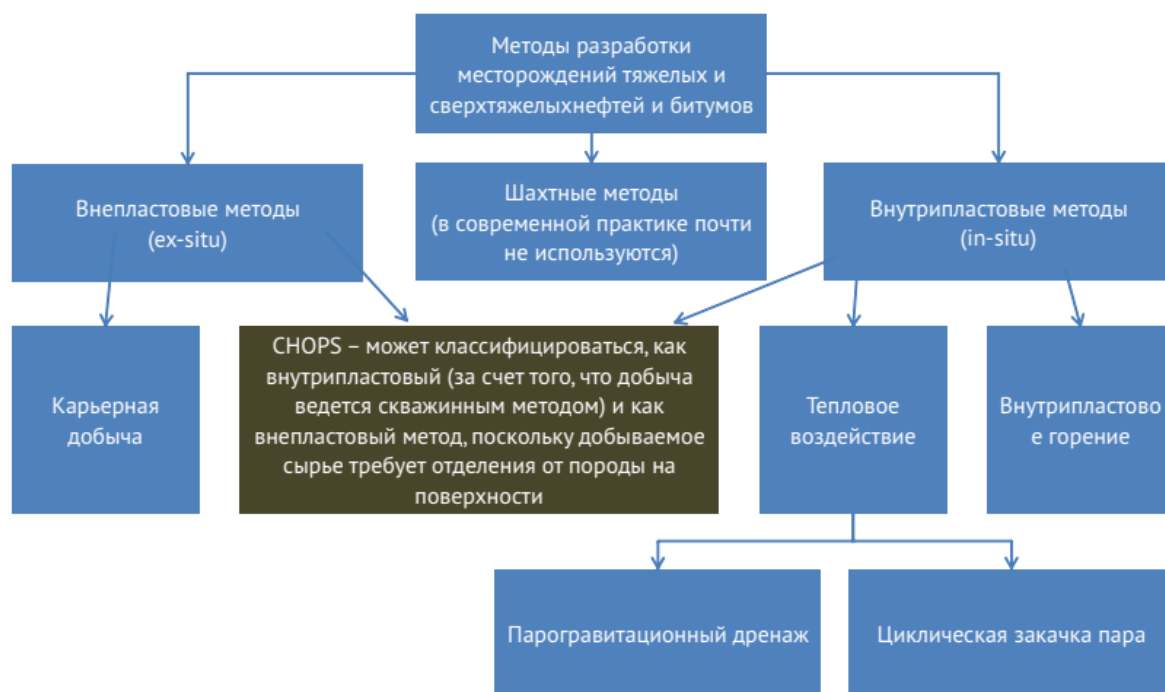 Методы разработки
месторождений тяжелых и
сверхтяжелыхнефтей и битумов
Внепластовые методы
(ex-situ)
Шахтные методы
(в современной практике почти
не используются)
Внутрипластовые методы
(in-situ)
Карьерная
добыча
CHOPS – может классифицироваться, как
внутрипластовый (за счет того, что добыча
ведется скважинным методом) и как
внепластовый метод, поскольку добываемое
сырье требует отделения от породы на
поверхности
Тепловое
воздействие
Внутрипластово
е горение
Парогравитационный дренаж
Циклическая закачка пара